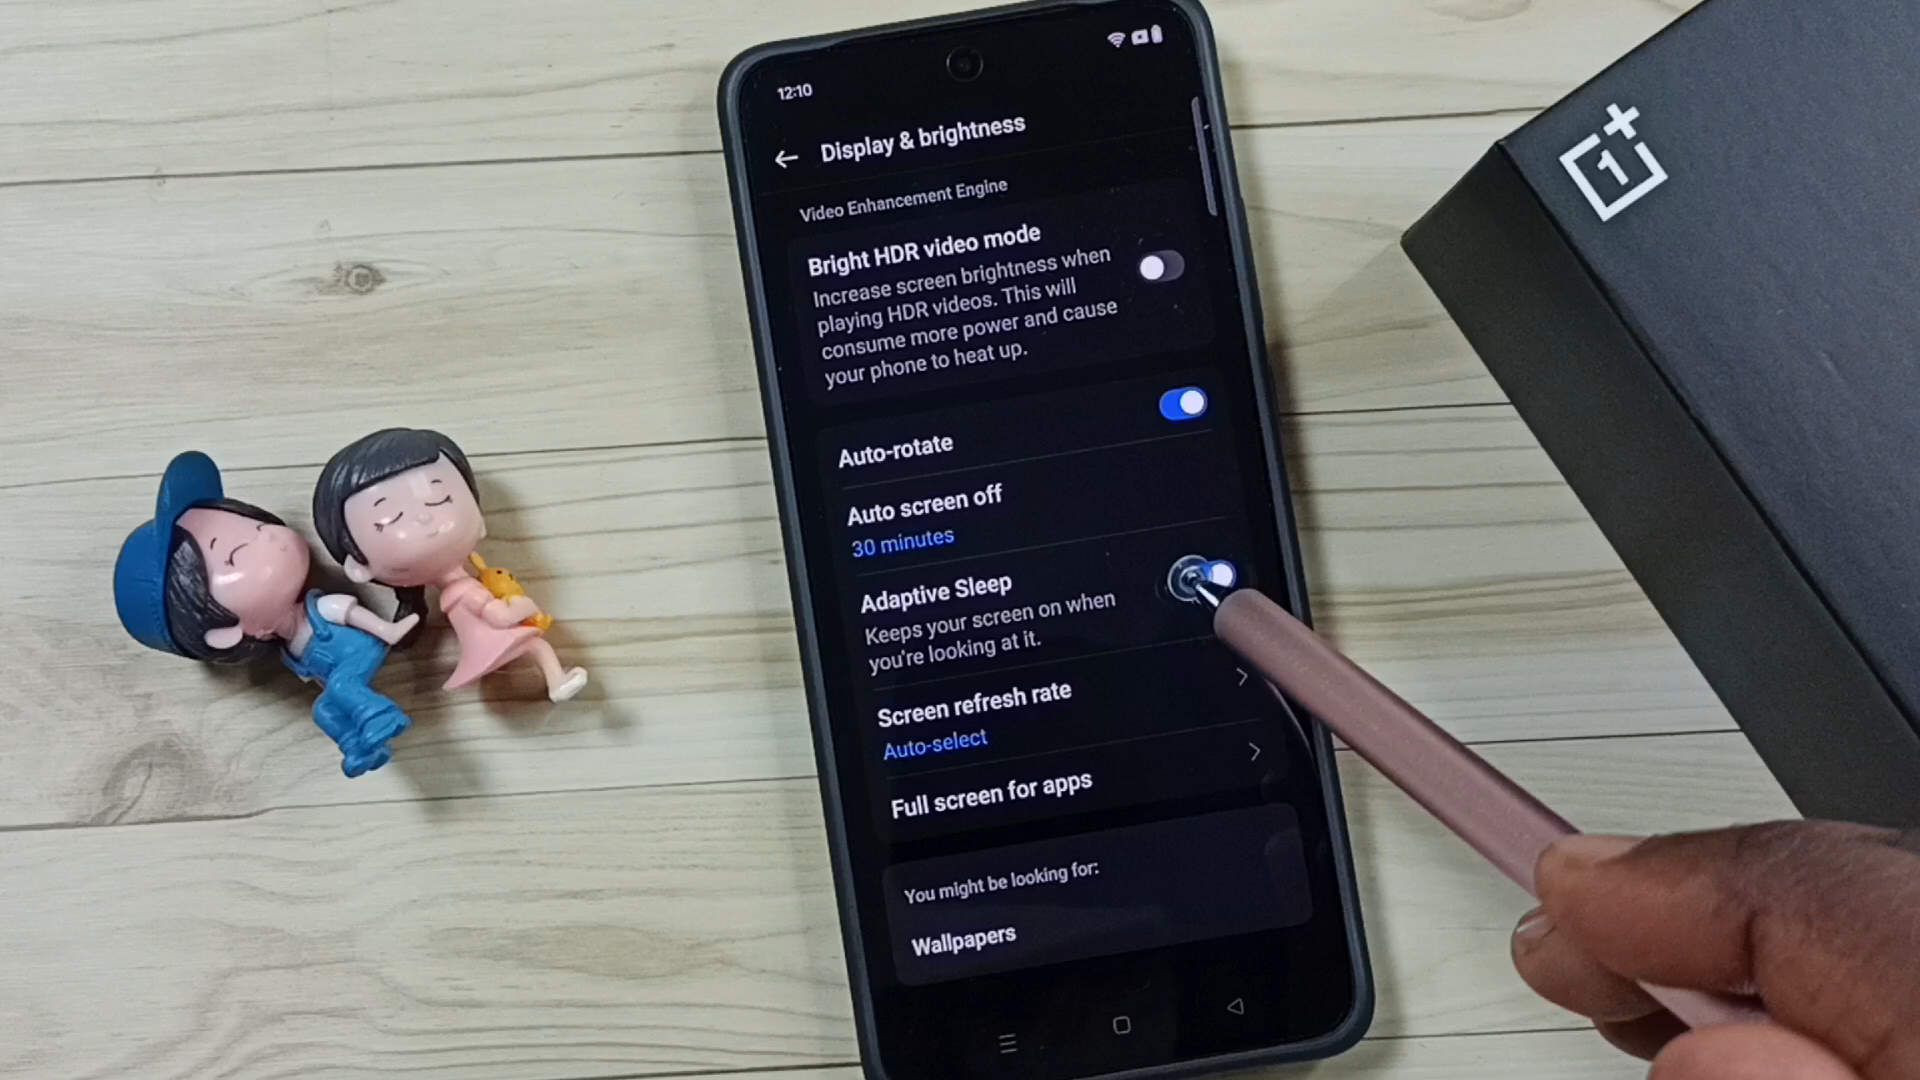 12:10
Display & brightness
Video Enhancement Engine
Bright HDR video mode
Increase screen brightness when
playing HDR videos. This will
consume more power and cause
your phone to heat up.
Auto-rotate
Auto screen off
30 minutes
Adaptive Sleep
Keeps your screen on when
you're looking at it.
Screen refresh rate
Auto-select
Full screen for apps
You might be looking for:
Wallpapers
1+